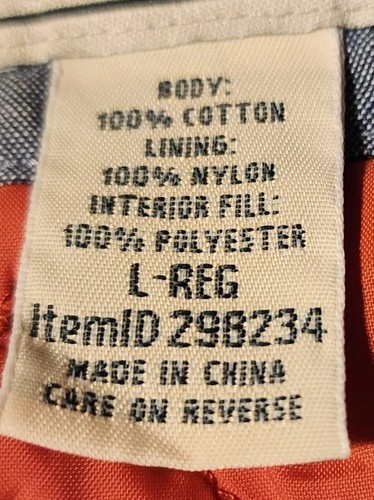 BODY:
100% COTTON
LINING:
100% NYLON
INTERIOR FILL:
100% POLYESTER
L-REG
ItemID 298234
MADE IN CHINA
CARE ON REVERSE